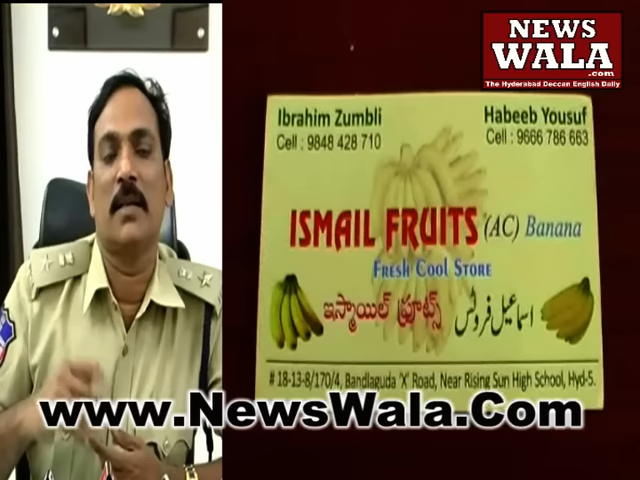 NEWS
WALA
.com
The Hyderabad Deccan English Daily
Ibrahim Zumbli
Cell : 9848 428 710
Habeeb Yousuf
Cell : 9666 786 663
ISMAIL FRUITS (AC) Banana
FRESH COOL STORE
ఇస్మాయిల్ ఫ్రూట్స్ اسماعیل فروٹس
# 18-13-8/170/4, Bandlaguda 'X' Road, Near Rising Sun High School, Hyd-5.
www.NewsWala.Com